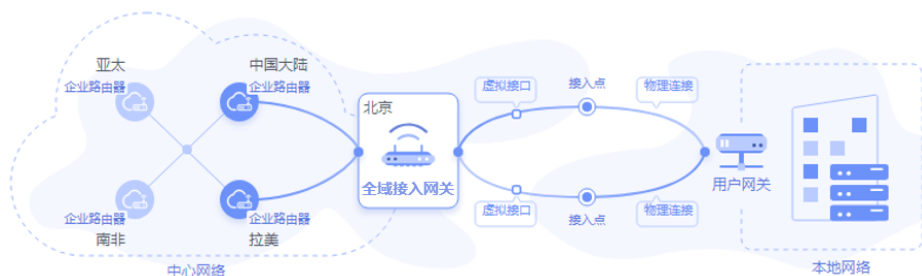 亚太
企业路由器
中国大陆
企业路由器
北京
全域接入网关
虚拟接口
接入点
物理连接
用户网关
企业路由器
南非
企业路由器
拉美
虚拟接口
接入点
物理连接
中心网络
本地网络